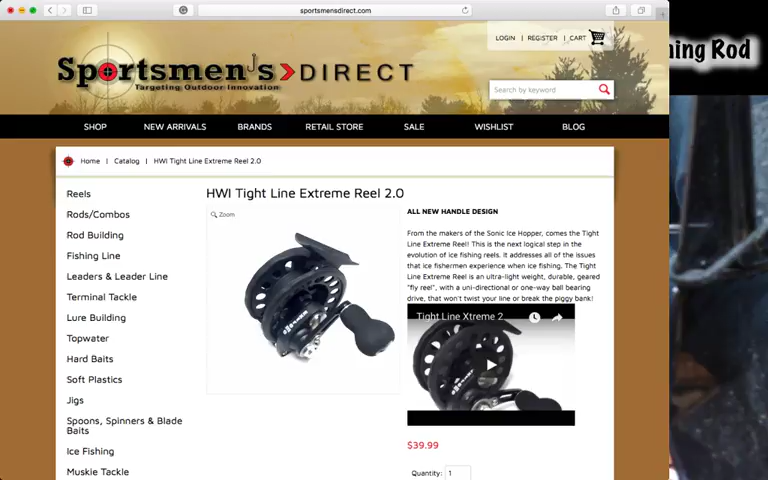 sportsmensdirect.com
ning Rod
LOGIN | REGISTER | CART
Sportsmen's DIRECT
Targeting Outdoor Innovation
Search by keyword
SHOP NEW ARRIVALS BRANDS RETAIL STORE SALE WISHLIST BLOG
Home | Catalog | HWI Tight Line Extreme Reel 2.0
Reels
Rods/Combos
Rod Building
Fishing Line
Leaders & Leader Line
Terminal Tackle
Lure Building
Topwater
Hard Baits
Soft Plastics
Jigs
Spoons, Spinners & Blade
Baits
Ice Fishing
Muskie Tackle
HWI Tight Line Extreme Reel 2.0
Zoom
ALL NEW HANDLE DESIGN
From the makers of the Sonic Ice Hopper, comes the Tight
Line Extreme Reel! This is the next logical step in the
evolution of ice fishing reels. It addresses all of the issues
that ice fishermen experience when ice fishing. The Tight
Line Extreme Reel is an ultra-light weight, durable, geared
"fly reel", with a uni-directional or one-way ball bearing
drive, that won't twist your line or break the piggy bank!
Tight Line Xtreme 2
$39.99
Quantity: 1